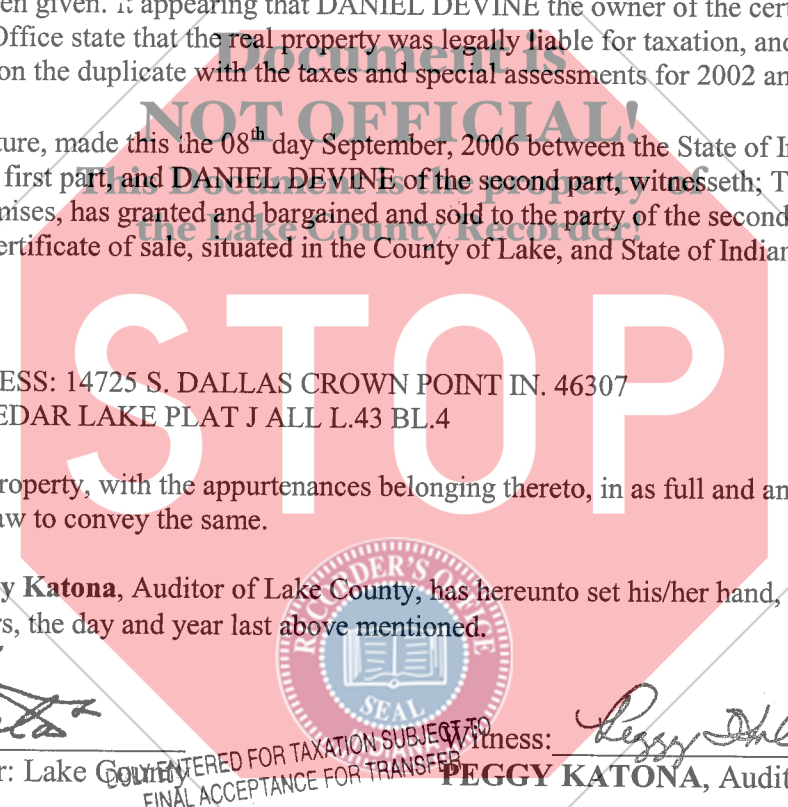 en given. it appearing that DANIEL DEVINE the owner of the cert
Office state that the real property was legally liable for taxation, and
on the duplicate with the taxes and special assessments for 2002 an
Document is
NOT OFFICIAL!
This Document is the property of
the Lake County Recorder!
ture, made this the 08th day September, 2006 between the State of In
first part, and DANIEL DEVINE of the second part, witnesseth; T
mises, has granted and bargained and sold to the party of the second
ertificate of sale, situated in the County of Lake, and State of Indian
STOP
ESS: 14725 S. DALLAS CROWN POINT IN. 46307
EDAR LAKE PLAT J ALL L.43 BL.4
roperty, with the appurtenances belonging thereto, in as full and am
aw to convey the same.
y Katona, Auditor of Lake County, has hereunto set his/her hand,
rs, the day and year last above mentioned.
RECORDER'S OFFICE
SEAL
DULY ENTERED FOR TAXATION SUBJECT TO
FINAL ACCEPTANCE FOR TRANSFER
Witness: Peggy
r: Lake County
PEGGY KATONA, Audit